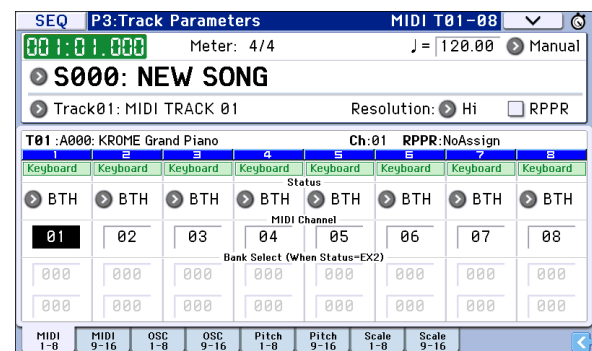 SEQ P3:Track Parameters MIDI T01-08
001:01.000 Meter: 4/4 ♩= 120.00 Manual
S000: NEW SONG
Track01: MIDI TRACK 01 Resolution: Hi RPPR
T01 :A000: KROME Grand Piano Ch:01 RPPR:NoAssign
1 2 3 4 5 6 7 8
Keyboard Keyboard Keyboard Keyboard Keyboard Keyboard Keyboard Keyboard
Status
BTH BTH BTH BTH BTH BTH BTH BTH
MIDI Channel
01 02 03 04 05 06 07 08
Bank Select (When Status=EX2)
000 000 000 000 000 000 000 000
000 000 000 000 000 000 000 000
MIDI 1-8 MIDI 9-16 OSC 1-8 OSC 9-16 Pitch 1-8 Pitch 9-16 Scale 1-8 Scale 9-16